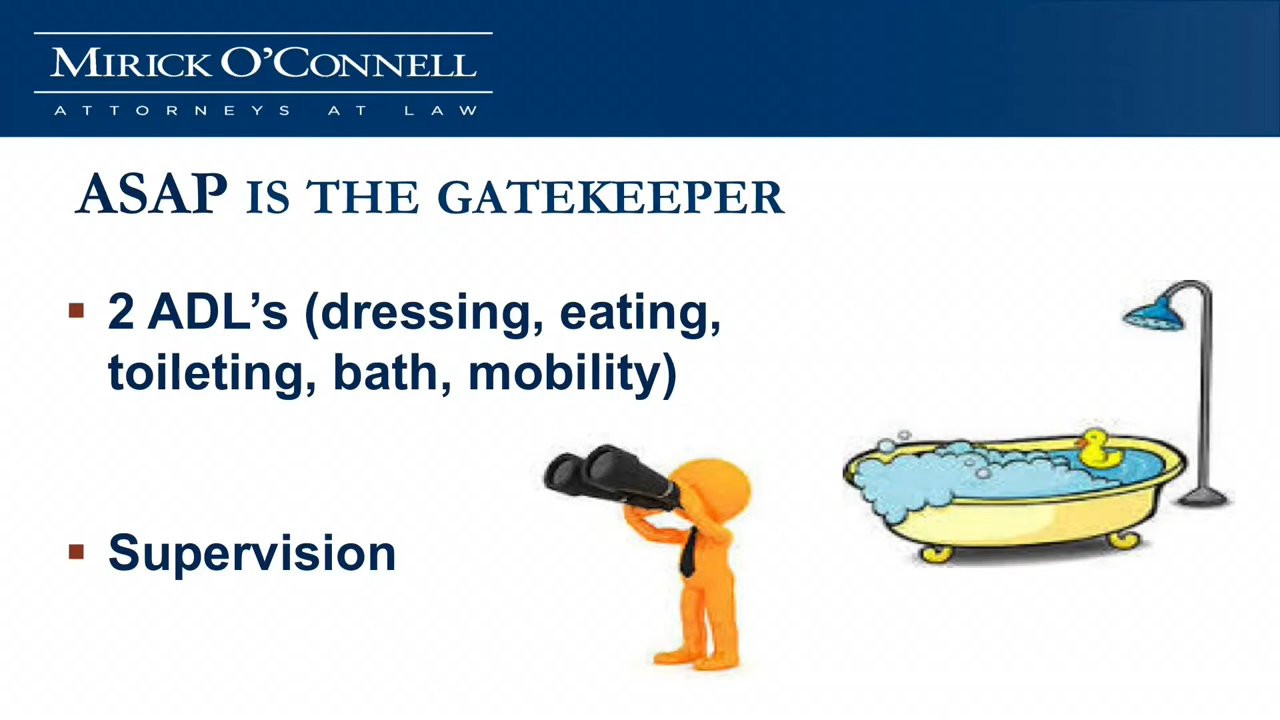 MIRICK O’CONNELL
ATTORNEYS AT LAW
ASAP IS THE GATEKEEPER
▪ 2 ADL’s (dressing, eating,
toileting, bath, mobility)
▪ Supervision